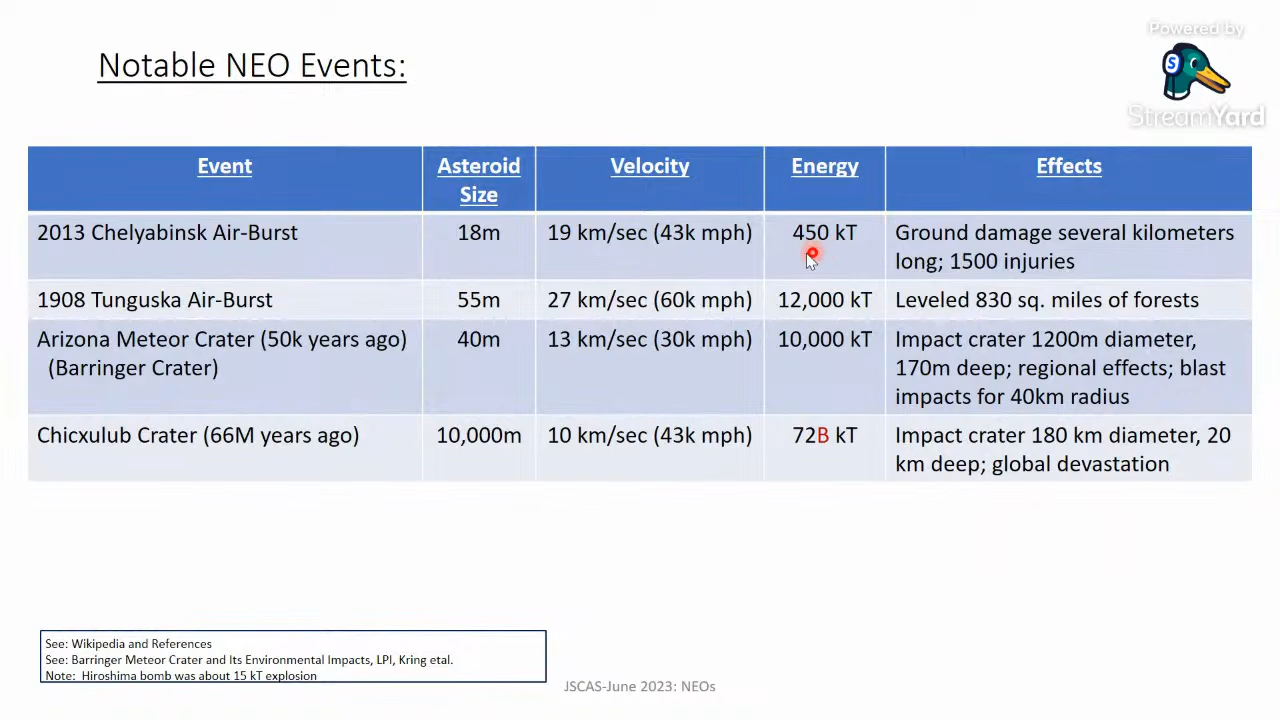 Powered by
Notable NEO Events:
S
StreamYard
Event
Asteroid
Size
Velocity
Energy
Effects
2013 Chelyabinsk Air-Burst
18m
19 km/sec (43k mph)
450 kT
Ground damage several kilometers
long; 1500 injuries
1908 Tunguska Air-Burst
55m
27 km/sec (60k mph)
12,000 kT
Leveled 830 sq. miles of forests
Arizona Meteor Crater (50k years ago)
(Barringer Crater)
40m
13 km/sec (30k mph)
10,000 kT
Impact crater 1200m diameter,
170m deep; regional effects; blast
impacts for 40km radius
Chicxulub Crater (66M years ago)
10,000m
10 km/sec (43k mph)
72B kT
Impact crater 180 km diameter, 20
km deep; global devastation
See: Wikipedia and References
See: Barringer Meteor Crater and Its Environmental Impacts, LPI, Kring etal.
Note: Hiroshima bomb was about 15 kT explosion
JSCAS-June 2023: NEOs